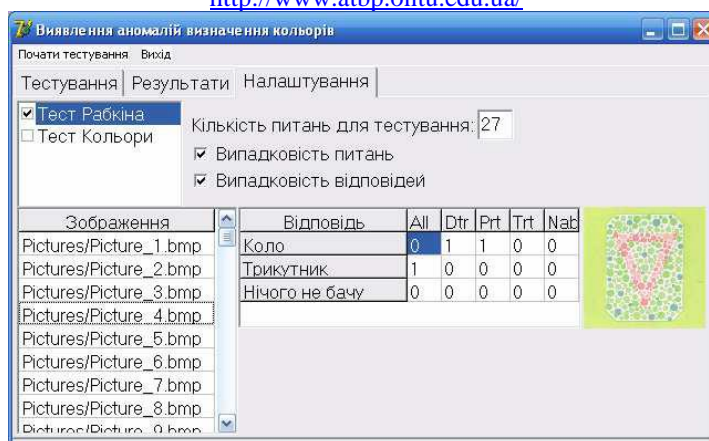 http://www.atbp.ontu.edu.ua/
Виявлення аномалій визначення кольорів
Почати тестування Вихід
Тестування Результати Налаштування
Тест Рабкіна
Тест Кольори
Кількість питань для тестування: 27
Випадковість питань
Випадковість відповідей
Зображення
Pictures/Picture_1.bmp
Pictures/Picture_2.bmp
Pictures/Picture_3.bmp
Pictures/Picture_4.bmp
Pictures/Picture_5.bmp
Pictures/Picture_6.bmp
Pictures/Picture_7.bmp
Pictures/Picture_8.bmp
Pictures/Picture_9.bmp
Відповідь All Dtr Prt Trt Nab
Коло 0 1 1 0 0
Трикутник 1 0 0 0 0
Нічого не бачу 0 0 0 0 0